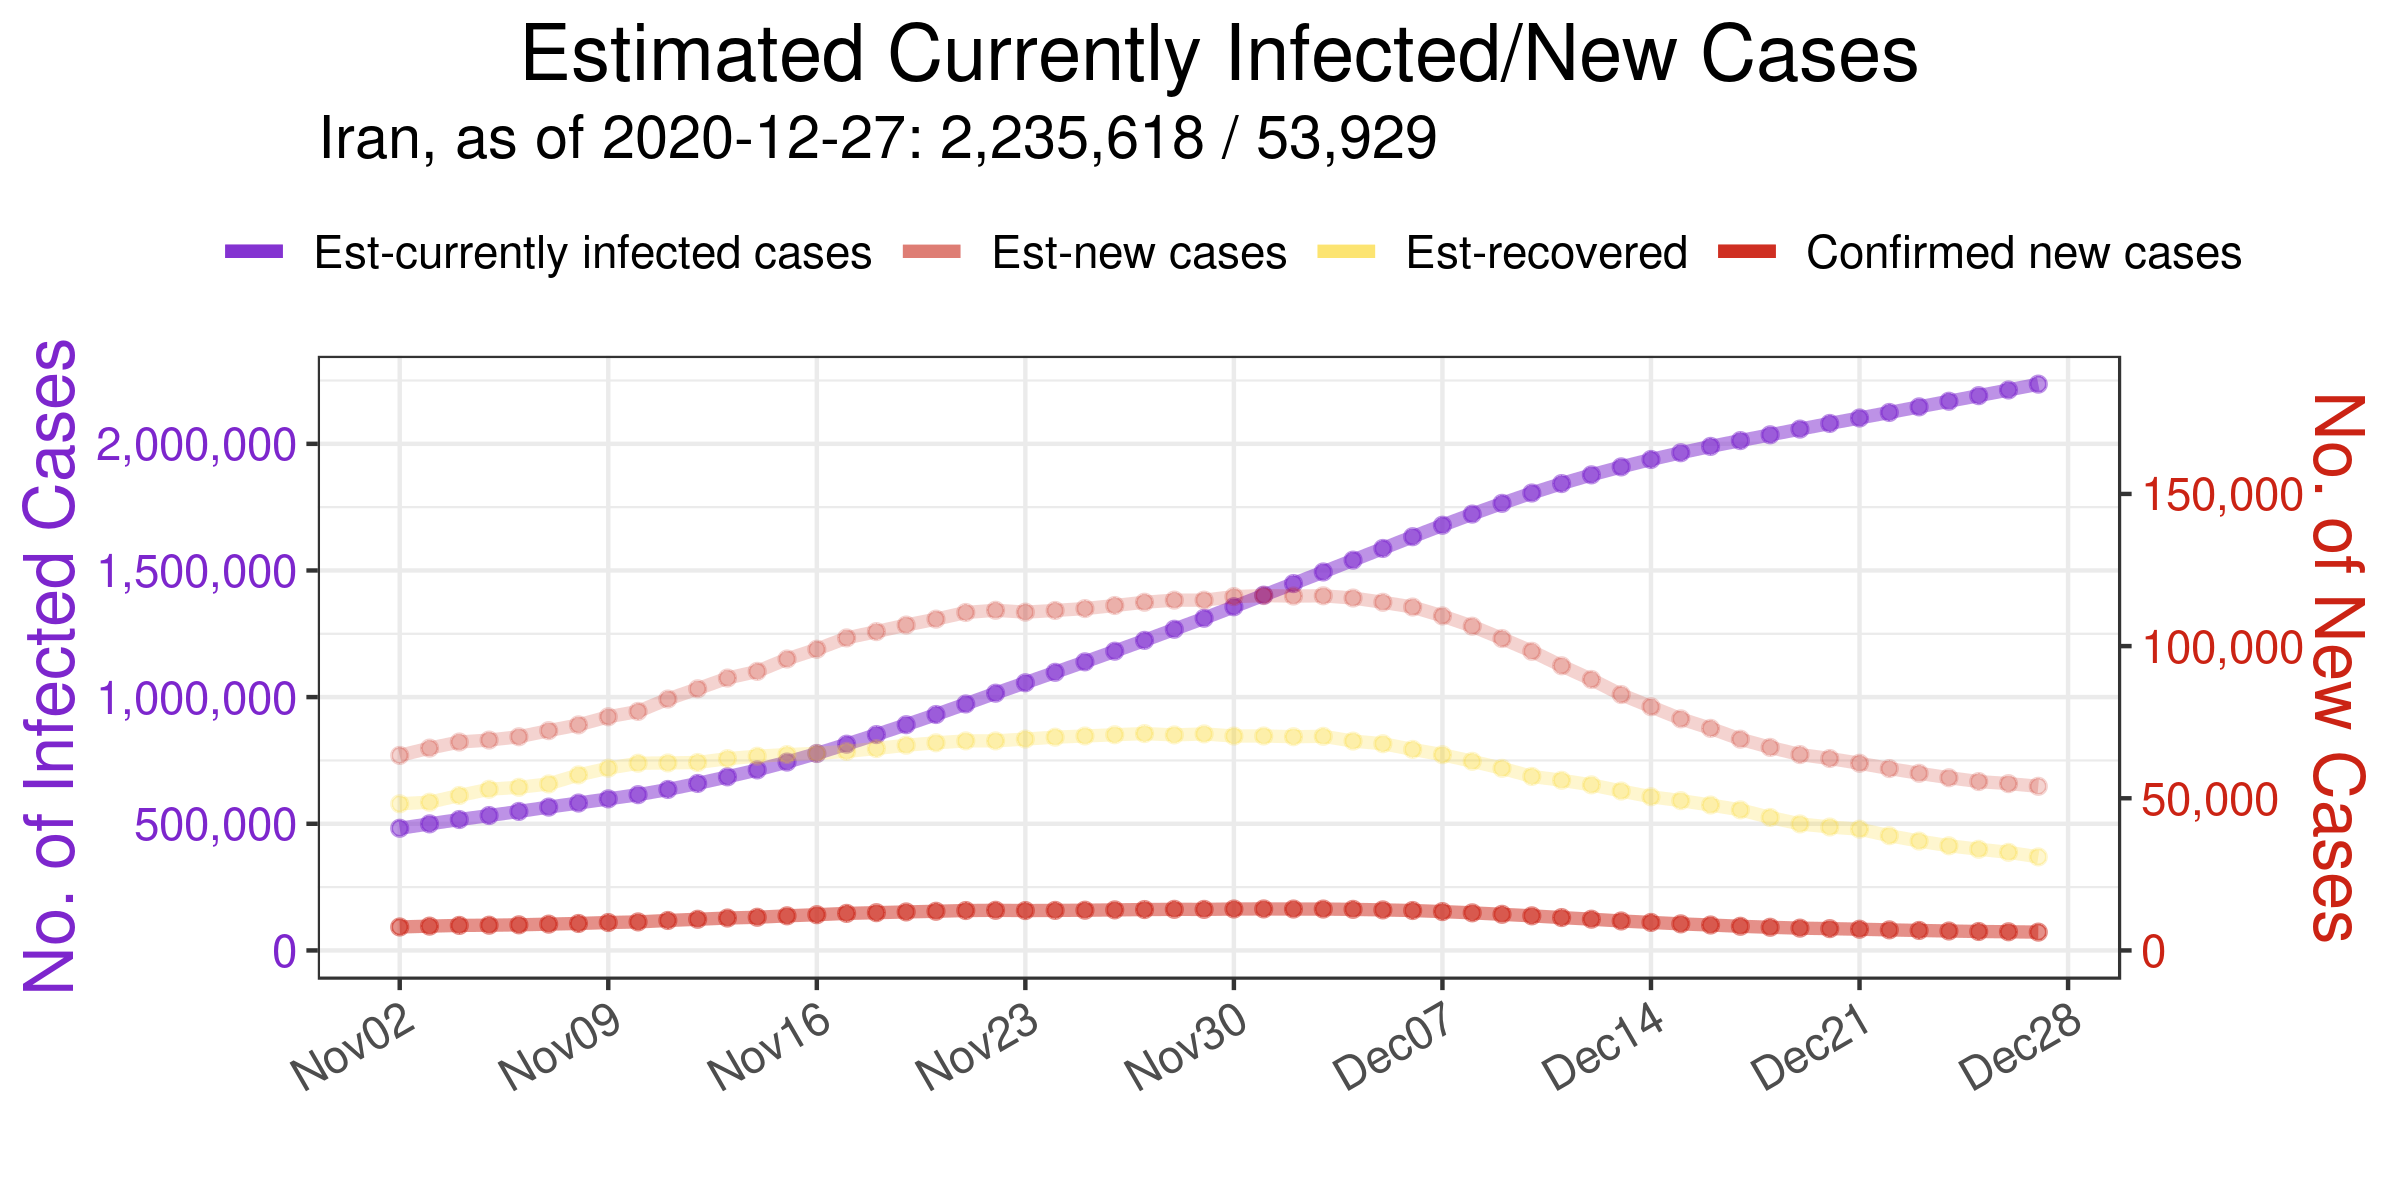 Estimated Currently Infected/New Cases
Iran, as of 2020-12-27: 2,235,618 / 53,929
Est-currently infected cases Est-new cases Est-recovered Confirmed new cases
No. of Infected Cases
2,000,000
1,500,000
1,000,000
500,000
0
150,000
100,000
50,000
0
No. of New Cases
Nov02 Nov09 Nov16 Nov23 Nov30 Dec07 Dec14 Dec21 Dec28